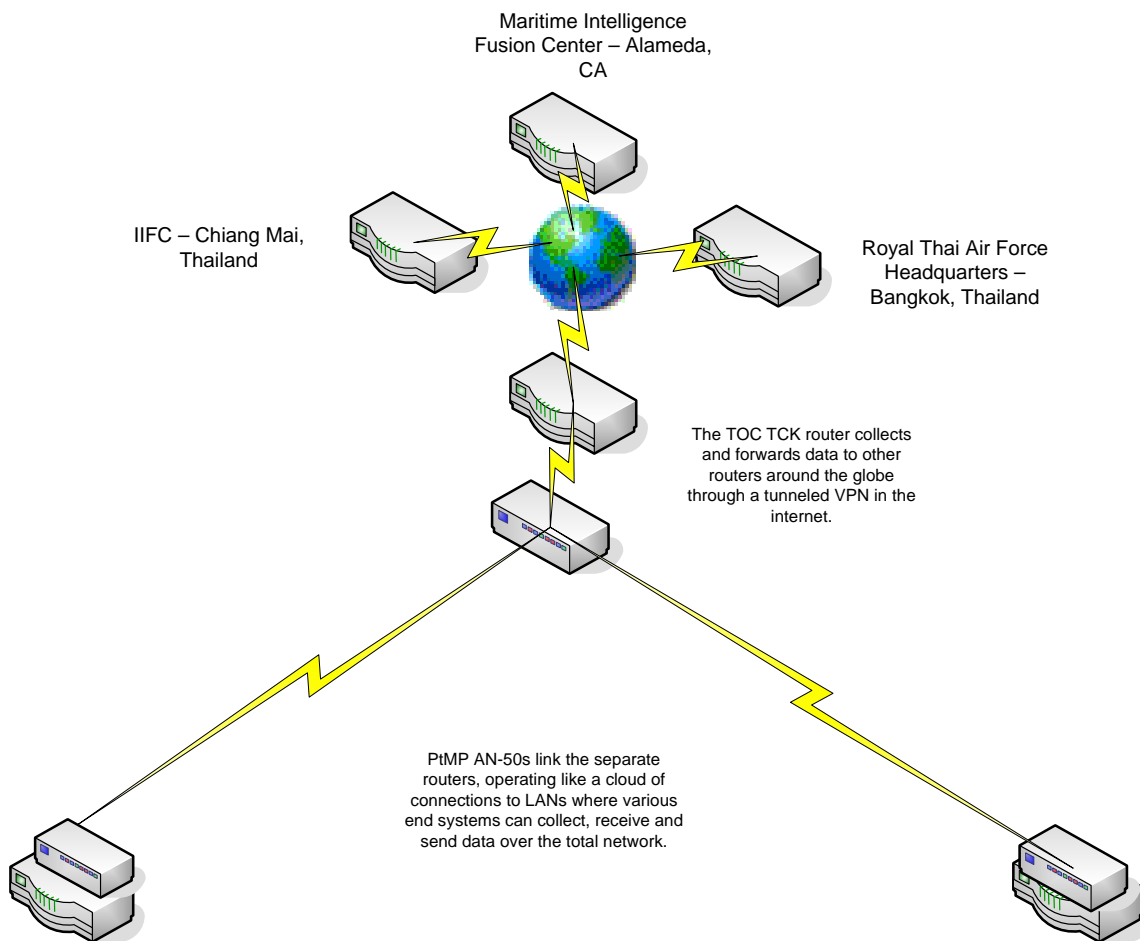 Maritime Intelligence
Fusion Center – Alameda,
CA
IIFC – Chiang Mai,
Thailand
Royal Thai Air Force
Headquarters –
Bangkok, Thailand
The TOC TCK router collects
and forwards data to other
routers around the globe
through a tunneled VPN in the
internet.
PtMP AN-50s link the separate
routers, operating like a cloud of
connections to LANs where various
end systems can collect, receive and
send data over the total network.